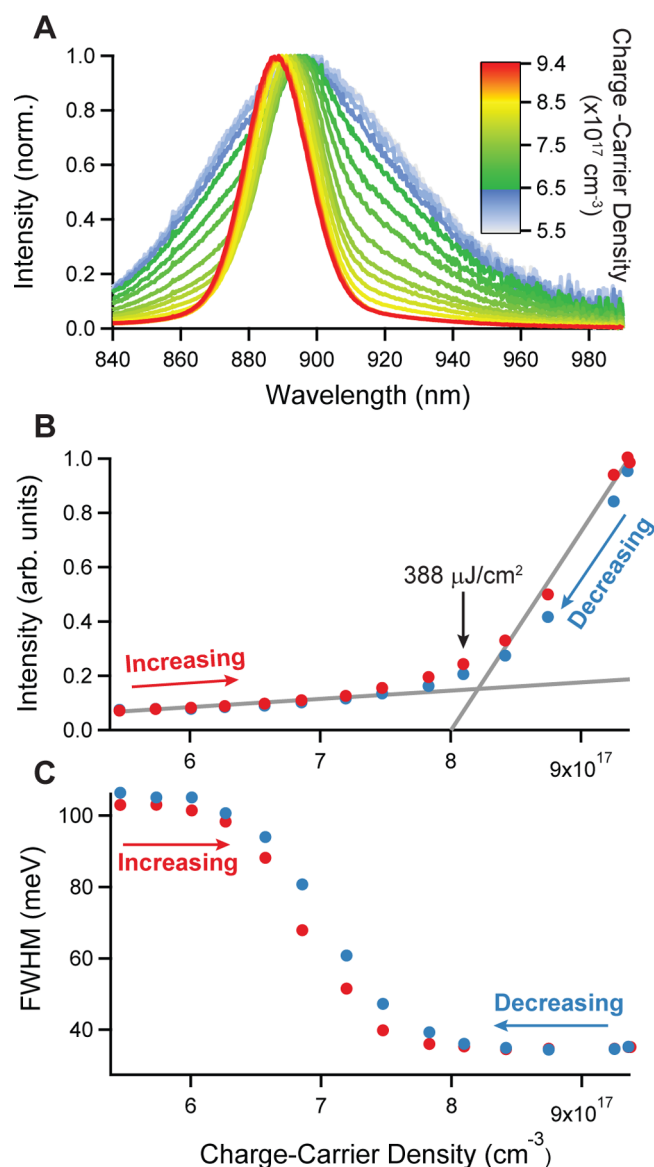 A
Intensity (norm.)
1.0
0.8
0.6
0.4
0.2
0.0
840
860
880
900
920
940
960
980
Wavelength (nm)
9.4
8.5
7.5
6.5
5.5
Charge -Carrier Density
(x10¹⁷ cm⁻³)
B
Intensity (arb. units)
1.0
0.8
0.6
0.4
0.2
0.0
388 µJ/cm²
Increasing
Decreasing
6
7
8
9x10¹⁷
C
FWHM (meV)
100
80
60
40
Increasing
Decreasing
6
7
8
9x10¹⁷
Charge-Carrier Density (cm⁻³)